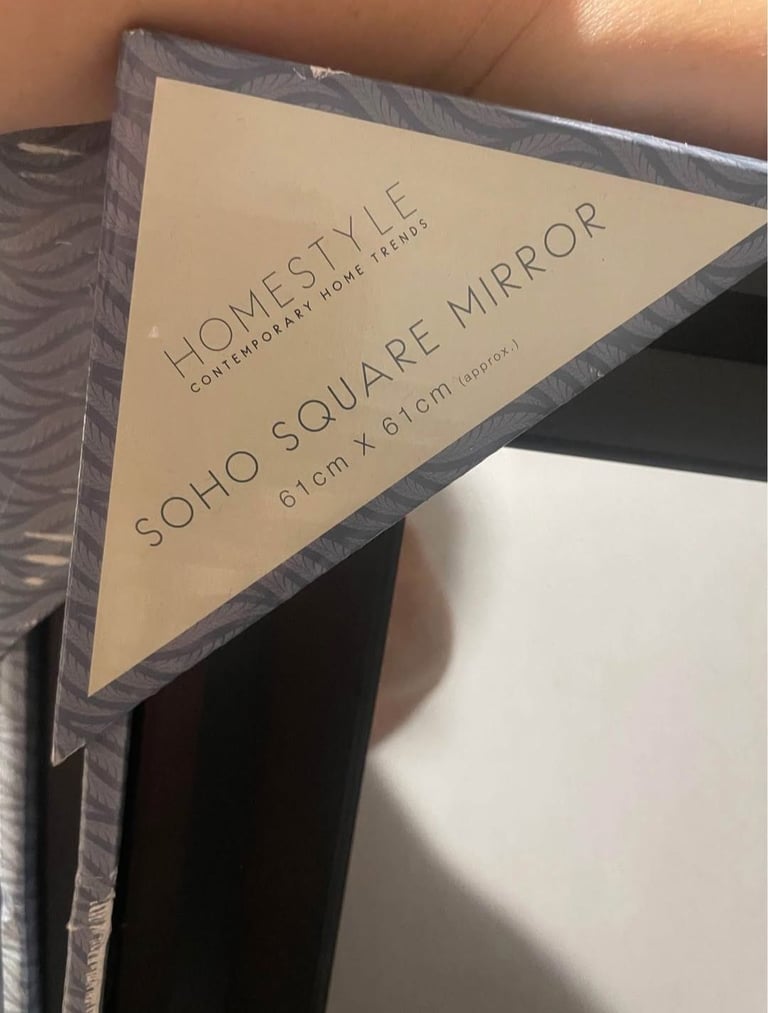 HOMESTYLE
CONTEMPORARY HOME TRENDS
SOHO SQUARE MIRROR
61cm X 61cm (approx.)